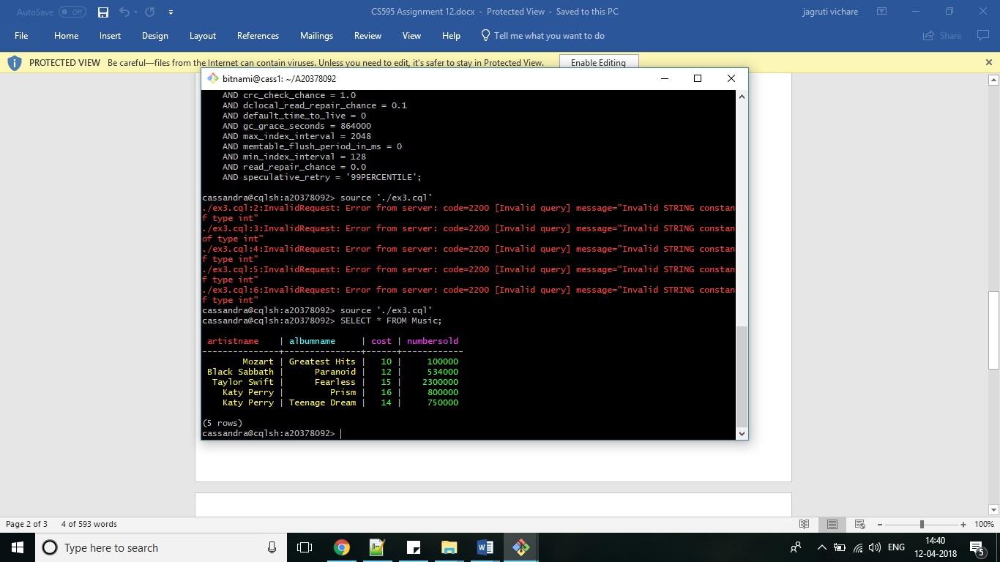 AutoSave Off CS595 Assignment 12.docx - Protected View - Saved to this PC jagruti vichare
File Home Insert Design Layout References Mailings Review View Help Tell me what you want to do Share
PROTECTED VIEW Be careful—files from the Internet can contain viruses. Unless you need to edit, it's safer to stay in Protected View. Enable Editing
bitnami@cass1: ~/A20378092
AND crc_check_chance = 1.0
AND dclocal_read_repair_chance = 0.1
AND default_time_to_live = 0
AND gc_grace_seconds = 864000
AND max_index_interval = 2048
AND memtable_flush_period_in_ms = 0
AND min_index_interval = 128
AND read_repair_chance = 0.0
AND speculative_retry = '99PERCENTILE';
cassandra@cqlsh:a20378092> source './ex3.cql'
./ex3.cql:2:InvalidRequest: Error from server: code=2200 [Invalid query] message="Invalid STRING constan
f type int"
./ex3.cql:3:InvalidRequest: Error from server: code=2200 [Invalid query] message="Invalid STRING constan
of type int"
./ex3.cql:4:InvalidRequest: Error from server: code=2200 [Invalid query] message="Invalid STRING constan
f type int"
./ex3.cql:5:InvalidRequest: Error from server: code=2200 [Invalid query] message="Invalid STRING constan
f type int"
./ex3.cql:6:InvalidRequest: Error from server: code=2200 [Invalid query] message="Invalid STRING constan
f type int"
cassandra@cqlsh:a20378092> source './ex3.cql'
cassandra@cqlsh:a20378092> SELECT * FROM Music;
artistname | albumname | cost | numbersold
---------------+---------------+------+------------
Mozart | Greatest Hits | 10 | 100000
Black Sabbath | Paranoid | 12 | 534000
Taylor Swift | Fearless | 15 | 2300000
Katy Perry | Prism | 16 | 800000
Katy Perry | Teenage Dream | 14 | 750000
(5 rows)
cassandra@cqlsh:a20378092>
Page 2 of 3 4 of 593 words 100%
Type here to search ENG 14:40
12-04-2018 5